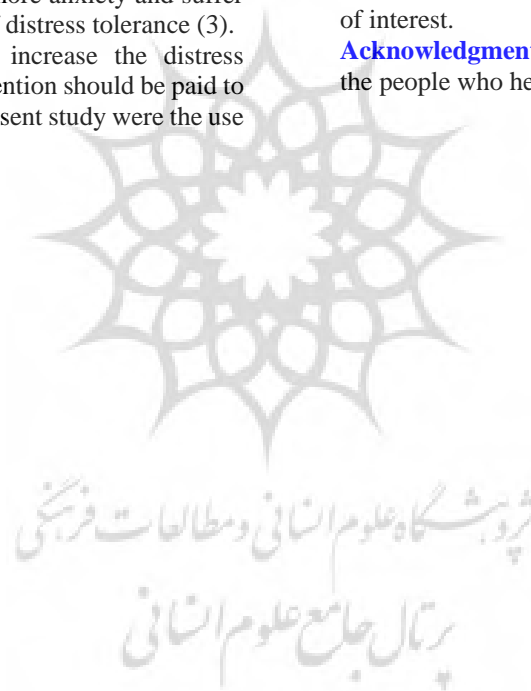 more anxiety and suffer
f distress tolerance (3).
increase the distress
ention should be paid to
sent study were the use
of interest.
Acknowledgment
the people who he
پژوهشگاه علوم انسانی و مطالعات فرهنگی
پرتال جامع علوم انسانی